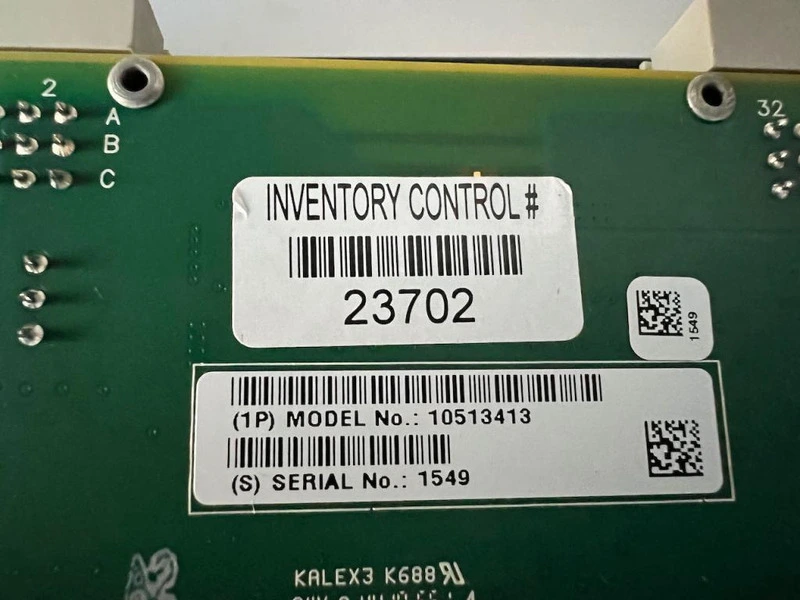 2
A
B
C
32
INVENTORY CONTROL #
23702
1549
(1P) MODEL No.: 10513413
(S) SERIAL No.: 1549
KALEX3 K688